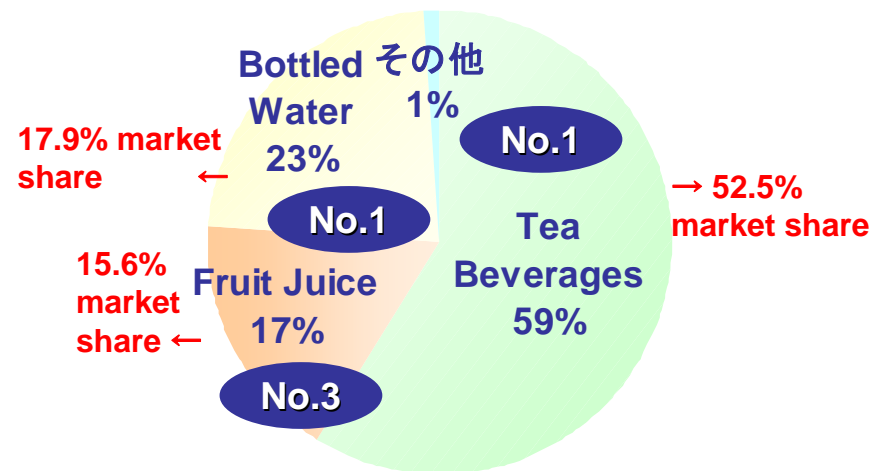 Bottled
Water
23%
その他
1%
No.1
17.9% market
share ←
No.1
→ 52.5%
market share
Tea
Beverages
59%
15.6%
market
share ←
Fruit Juice
17%
No.3